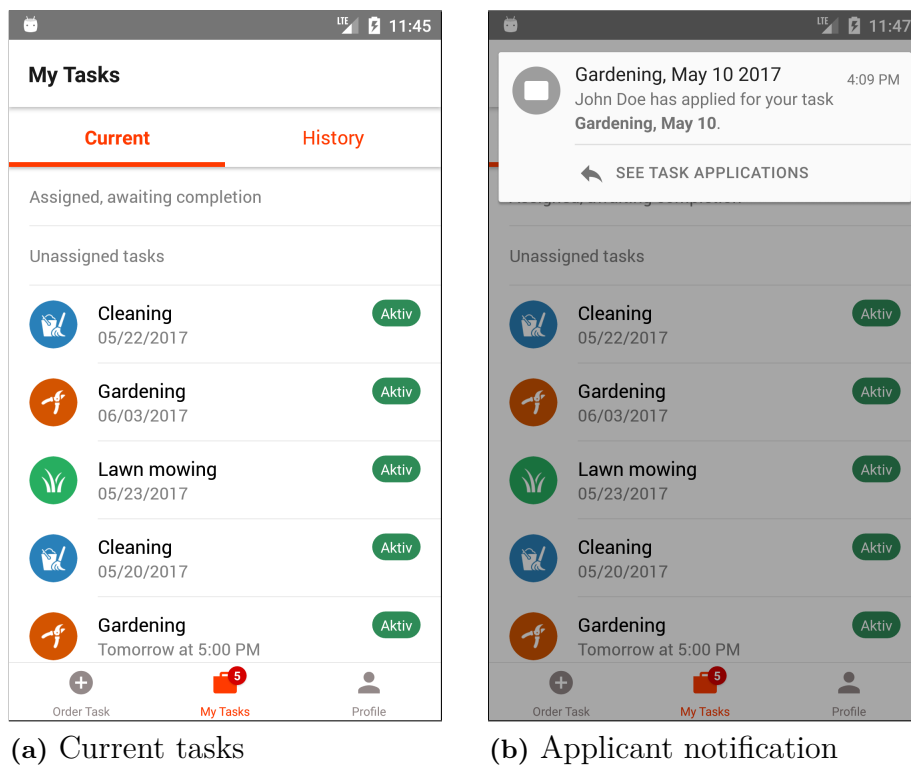 LTE 11:45
My Tasks
Current History
Assigned, awaiting completion
Unassigned tasks
Cleaning Aktiv
05/22/2017
Gardening Aktiv
06/03/2017
Lawn mowing Aktiv
05/23/2017
Cleaning Aktiv
05/20/2017
Gardening Aktiv
Tomorrow at 5:00 PM
5
Order Task My Tasks Profile
(a) Current tasks
LTE 11:47
Gardening, May 10 2017 4:09 PM
John Doe has applied for your task
Gardening, May 10.
SEE TASK APPLICATIONS
Assigned, awaiting completion
Unassigned tasks
Cleaning Aktiv
05/22/2017
Gardening Aktiv
06/03/2017
Lawn mowing Aktiv
05/23/2017
Cleaning Aktiv
05/20/2017
Gardening Aktiv
Tomorrow at 5:00 PM
5
Order Task My Tasks Profile
(b) Applicant notification